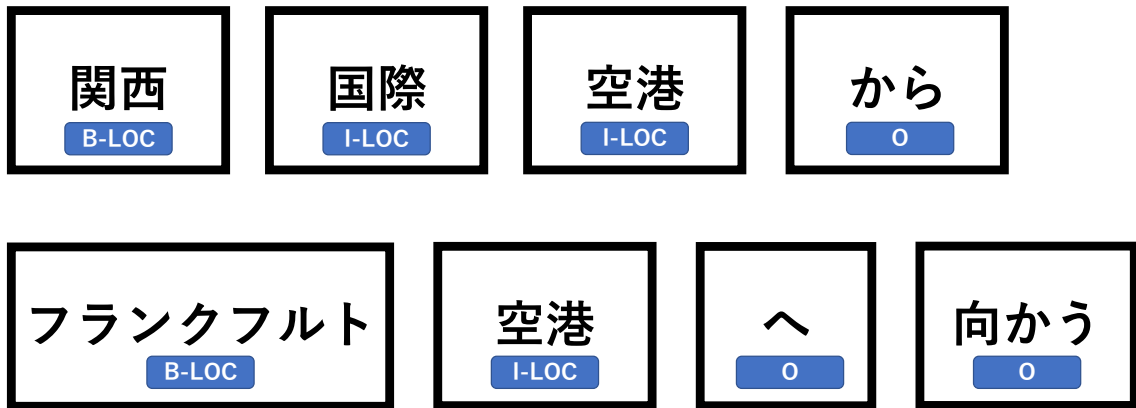 関西 国際 空港 から
B-LOC I-LOC I-LOC O
フランクフルト 空港 へ 向かう
B-LOC I-LOC O O